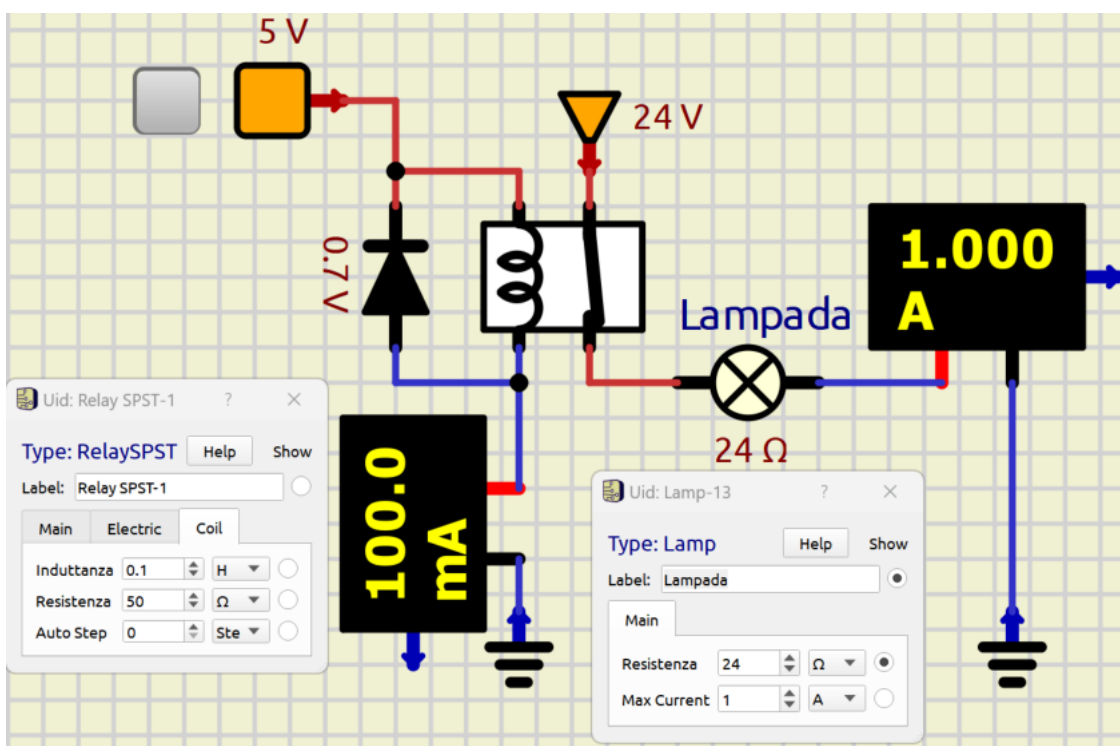 5 V
24 V
0.7 V
1.000
A
Lampada
24 Ω
100.0
mA
Uid: Relay SPST-1 ?
Type: RelaySPST Help Show
Label: Relay SPST-1
Main Electric Coil
Induttanza 0.1 H
Resistenza 50 Ω
Auto Step 0 Ste
Uid: Lamp-13 ?
Type: Lamp Help Show
Label: Lampada
Main
Resistenza 24 Ω
Max Current 1 A